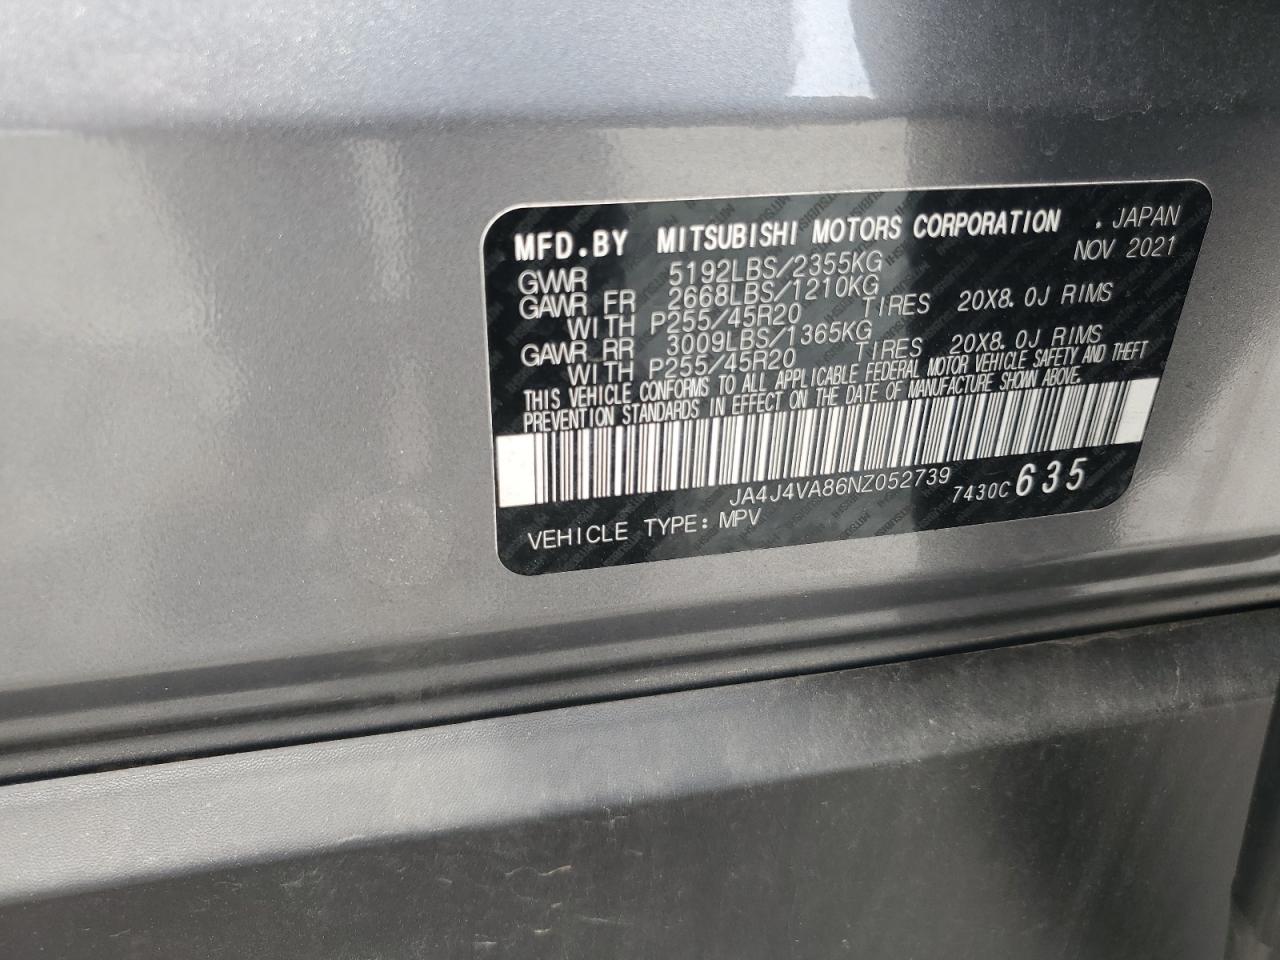 MFD.BY MITSUBISHI MOTORS CORPORATION . JAPAN
NOV 2021
GVWR 5192LBS/2355KG
GAWR FR 2668LBS/1210KG
WITH P255/45R20 TIRES 20X8.0J RIMS
GAWR RR 3009LBS/1365KG
WITH P255/45R20 TIRES 20X8.0J RIMS
THIS VEHICLE CONFORMS TO ALL APPLICABLE FEDERAL MOTOR VEHICLE SAFETY AND THEFT
PREVENTION STANDARDS IN EFFECT ON THE DATE OF MANUFACTURE SHOWN ABOVE.
JA4J4VA86NZ052739 7430C 635
VEHICLE TYPE: MPV